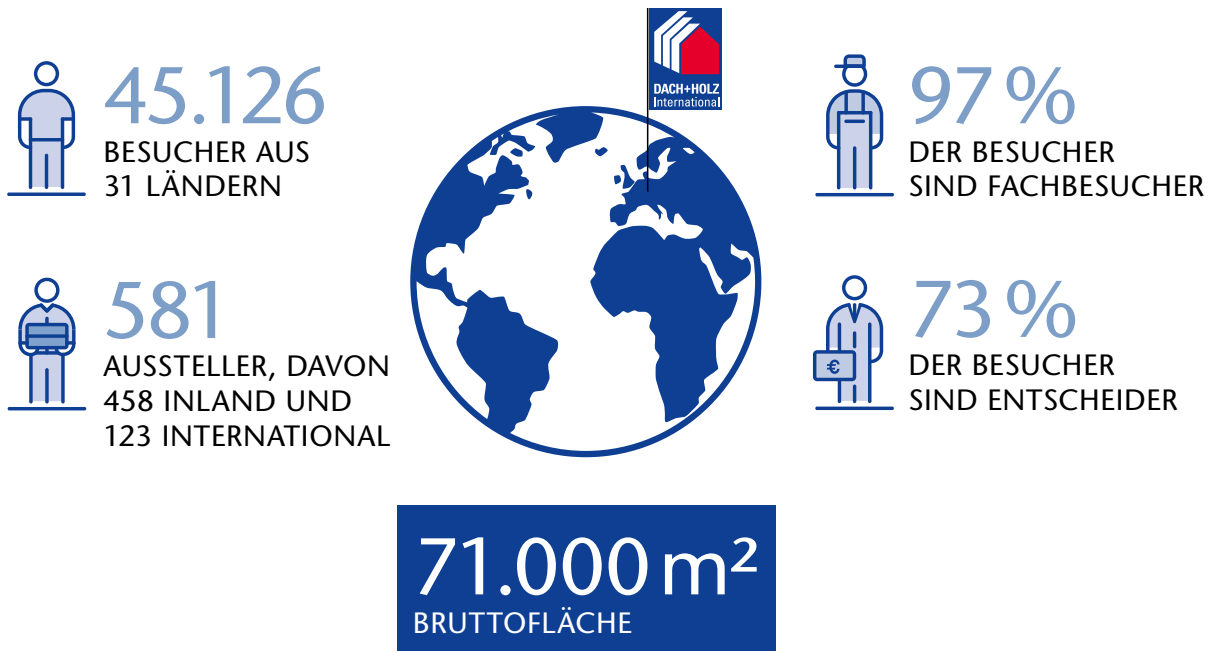 45.126
BESUCHER AUS
31 LÄNDERN
581
AUSSTELLER, DAVON
458 INLAND UND
123 INTERNATIONAL
DACH+HOLZ
International
97 %
DER BESUCHER
SIND FACHBESUCHER
€
73 %
DER BESUCHER
SIND ENTSCHEIDER
71.000 m²
BRUTTOFLÄCHE